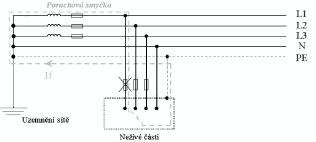 Poruchová smyčka
L1
L2
L3
N
PE
If
Uzemnění sítě
Neživé části